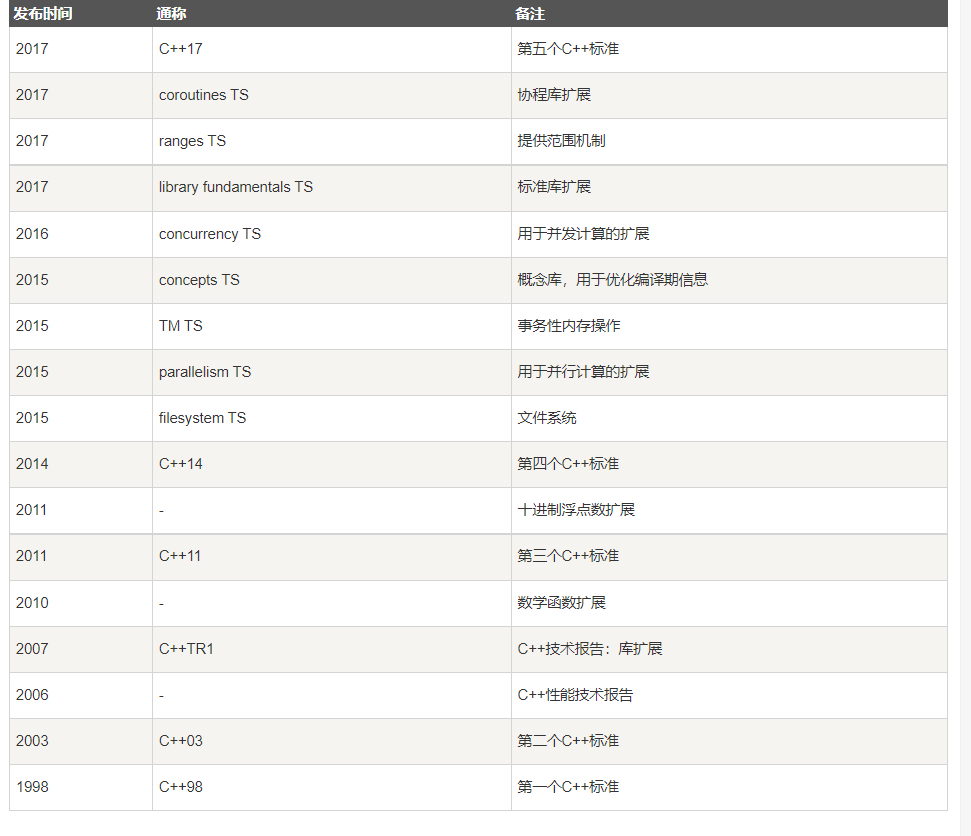 发布时间 通称 备注
2017 C++17 第五个C++标准
2017 coroutines TS 协程库扩展
2017 ranges TS 提供范围机制
2017 library fundamentals TS 标准库扩展
2016 concurrency TS 用于并发计算的扩展
2015 concepts TS 概念库，用于优化编译期信息
2015 TM TS 事务性内存操作
2015 parallelism TS 用于并行计算的扩展
2015 filesystem TS 文件系统
2014 C++14 第四个C++标准
2011 - 十进制浮点数扩展
2011 C++11 第三个C++标准
2010 - 数学函数扩展
2007 C++TR1 C++技术报告：库扩展
2006 - C++性能技术报告
2003 C++03 第二个C++标准
1998 C++98 第一个C++标准